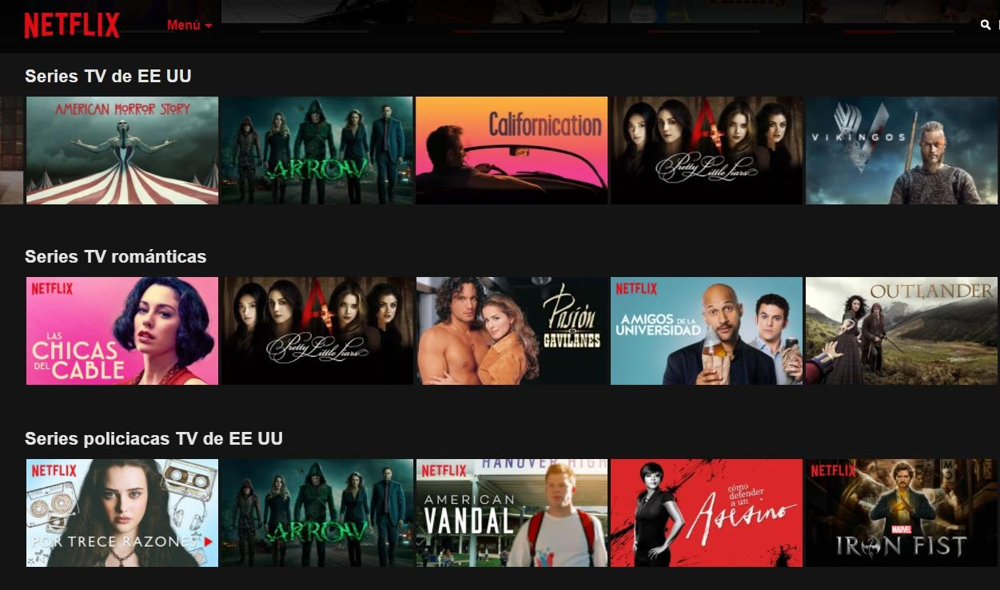 NETFLIX
Menú
Series TV de EE UU
AMERICAN HORROR STORY
ARROW
Californication
Pretty Little Liars
VIKINGOS
Series TV románticas
NETFLIX
LAS
CHICAS
DEL CABLE
Pretty Little Liars
Pasión
GAVILANES
NETFLIX
AMIGOS DE LA
UNIVERSIDAD
OUTLANDER
Series policiacas TV de EE UU
NETFLIX
POR TRECE RAZONES
ARROW
NETFLIX
HANOVER HIGH
AMERICAN
VANDAL
cómo
defender
a un
Asesino
NETFLIX
MARVEL
IRON FIST